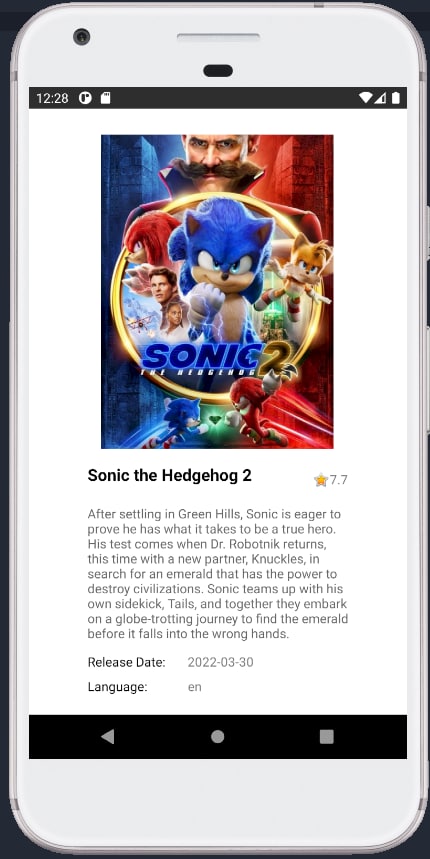 12:28
SONIC 2
THE HEDGEHOG
Sonic the Hedgehog 2
7.7
After settling in Green Hills, Sonic is eager to
prove he has what it takes to be a true hero.
His test comes when Dr. Robotnik returns,
this time with a new partner, Knuckles, in
search for an emerald that has the power to
destroy civilizations. Sonic teams up with his
own sidekick, Tails, and together they embark
on a globe-trotting journey to find the emerald
before it falls into the wrong hands.
Release Date: 2022-03-30
Language: en